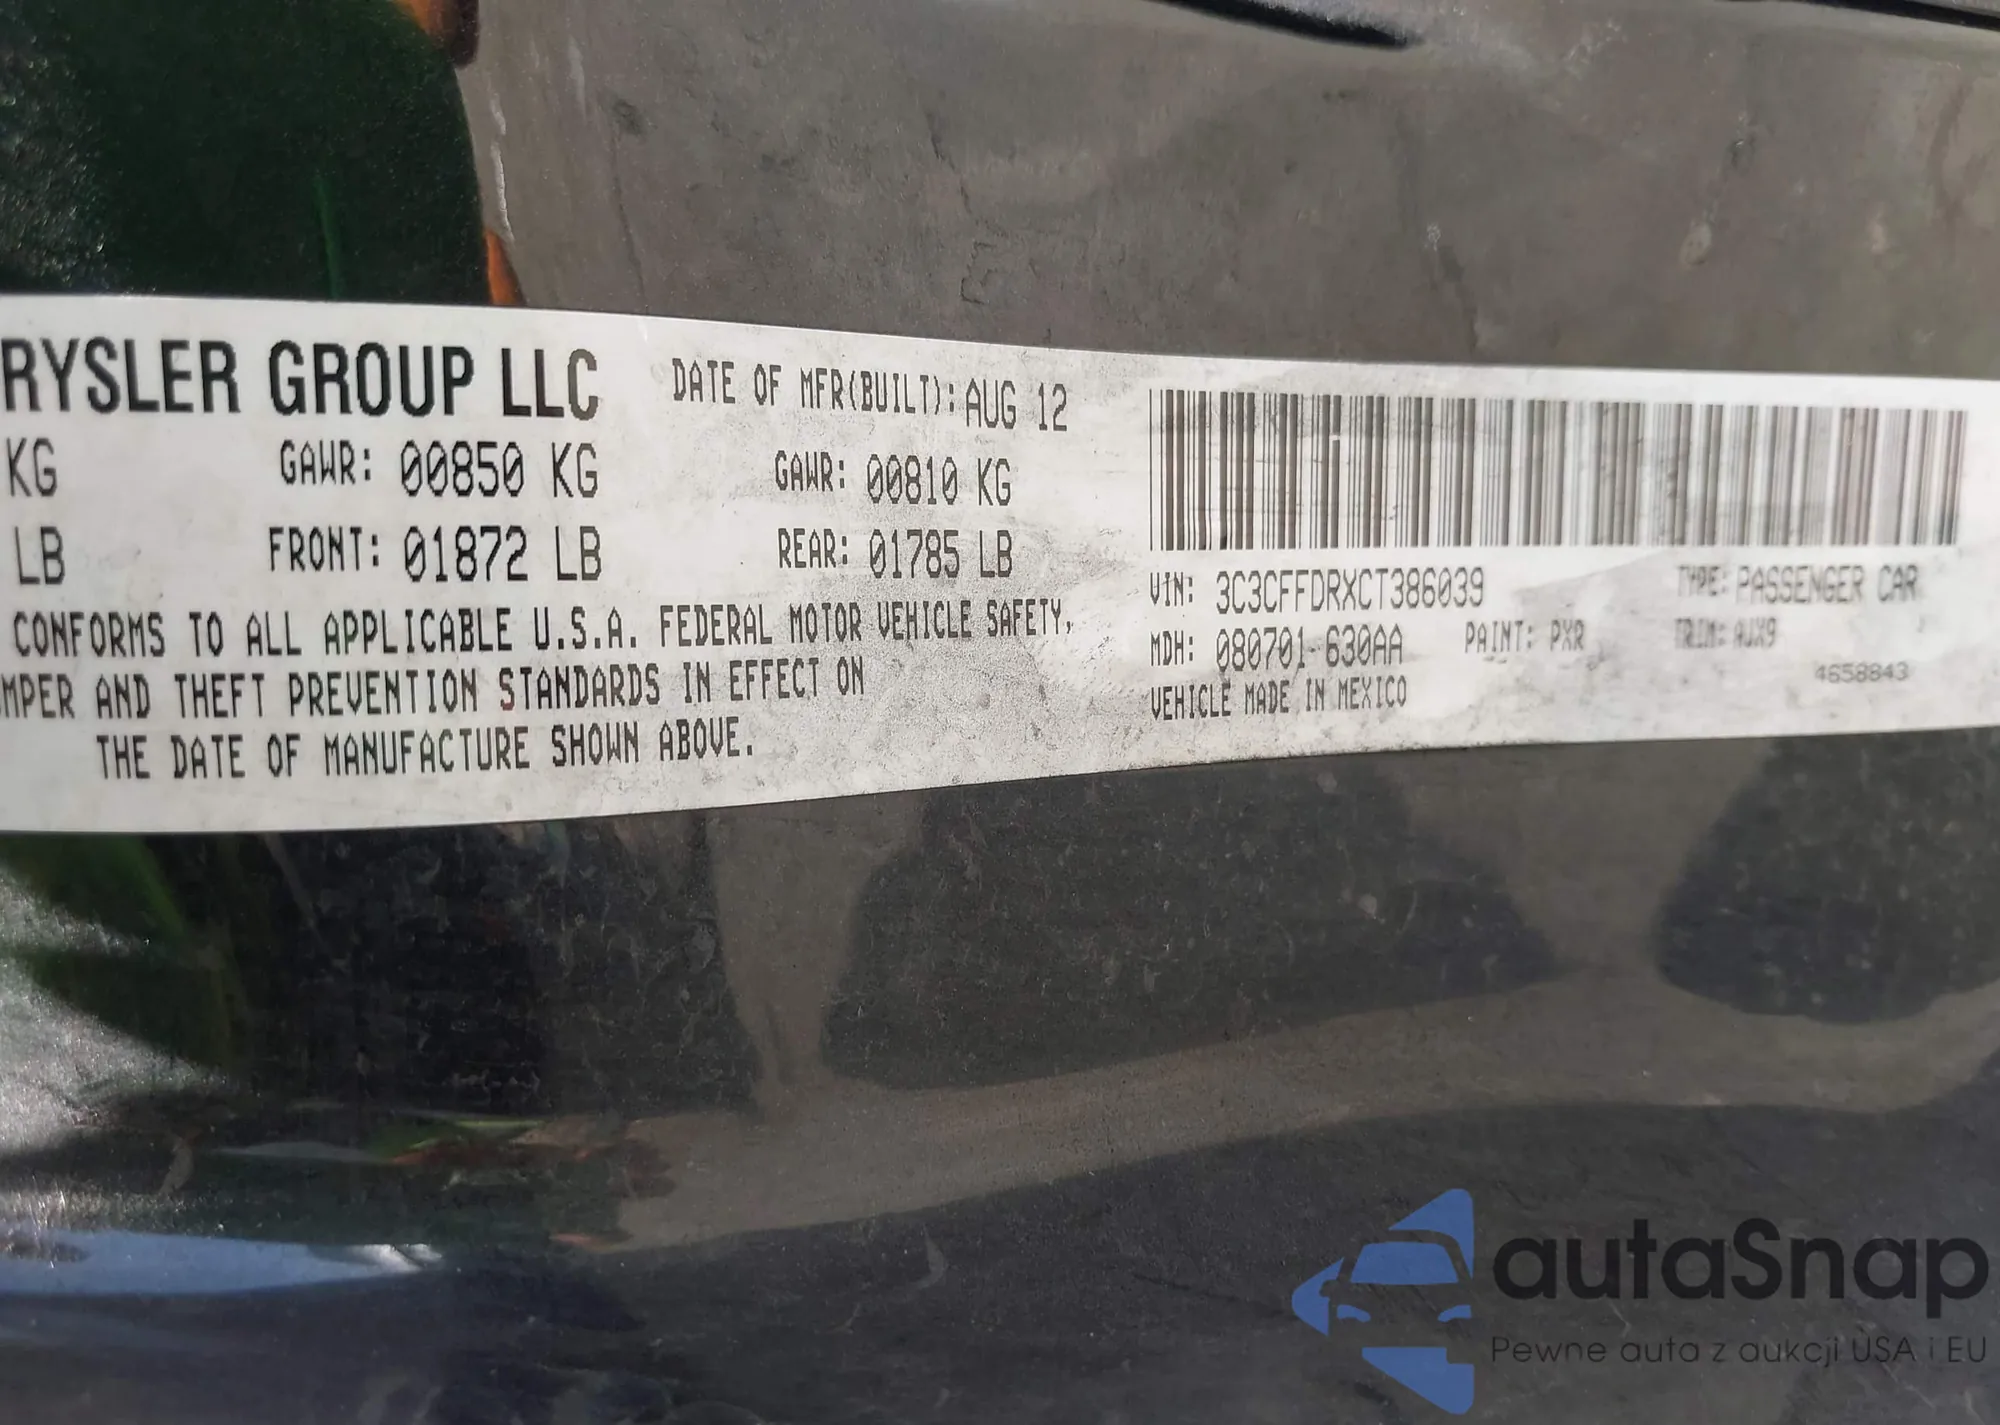 RYSLER GROUP LLC DATE OF MFR(BUILT): AUG 12
KG GAWR: 00850 KG GAWR: 00810 KG
LB FRONT: 01872 LB REAR: 01785 LB
CONFORMS TO ALL APPLICABLE U.S.A. FEDERAL MOTOR VEHICLE SAFETY,
MPER AND THEFT PREVENTION STANDARDS IN EFFECT ON
THE DATE OF MANUFACTURE SHOWN ABOVE.
VIN: 3C3CFFDRXCT386039 TYPE: PASSENGER CAR
MDH: 080701-630AA PAINT: PXR TRIM: AJX9
VEHICLE MADE IN MEXICO 4658843
autaSnap
Pewne auta z aukcji USA i EU